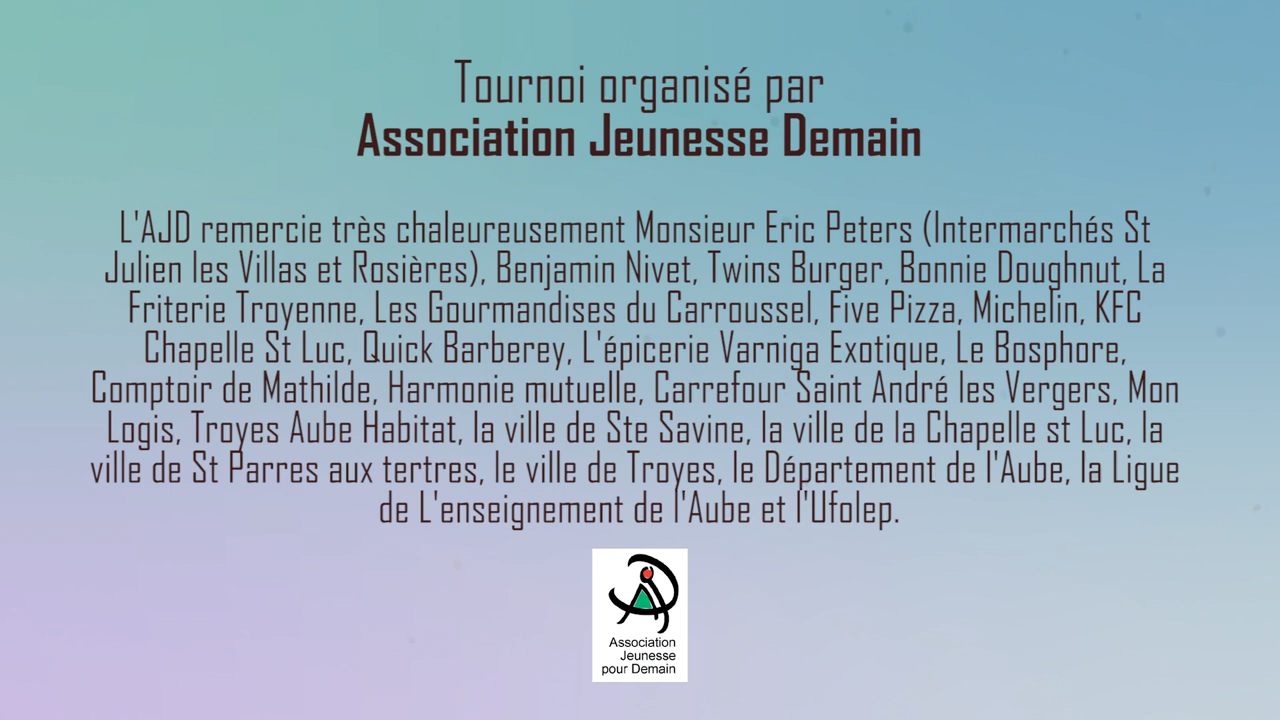 Tournoi organisé par
Association Jeunesse Demain
L'AJD remercie très chaleureusement Monsieur Eric Peters (Intermarchés St
Julien les Villas et Rosières), Benjamin Nivet, Twins Burger, Bonnie Doughnut, La
Friterie Troyenne, Les Gourmandises du Carroussel, Five Pizza, Michelin, KFC
Chapelle St Luc, Quick Barberey, L'épicerie Varniga Exotique, Le Bosphore,
Comptoir de Mathilde, Harmonie mutuelle, Carrefour Saint André les Vergers, Mon
Logis, Troyes Aube Habitat, la ville de Ste Savine, la ville de la Chapelle st Luc, la
ville de St Parres aux tertres, le ville de Troyes, le Département de l'Aube, la Ligue
de L'enseignement de l'Aube et l'Ufolep.
Association
Jeunesse
pour Demain